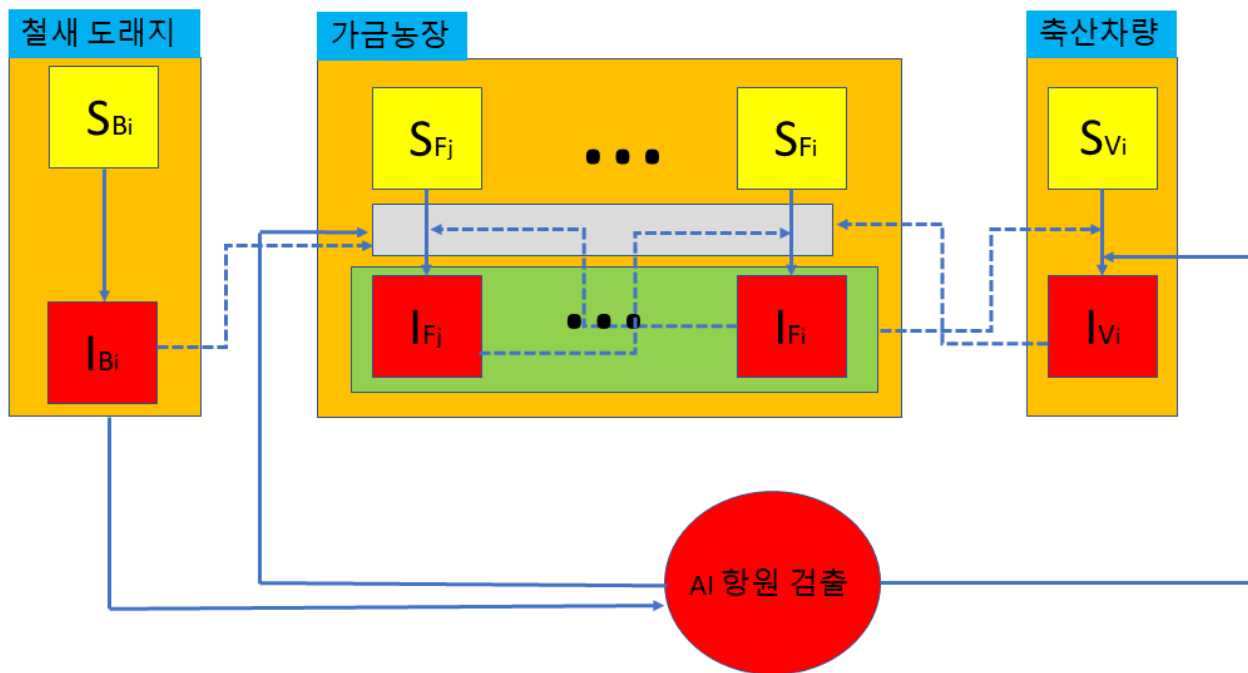 철새 도래지
가금농장
축산차량
SBi
SFj
...
SFi
SVi
IBi
IFj
...
IFi
IVi
AI 항원 검출